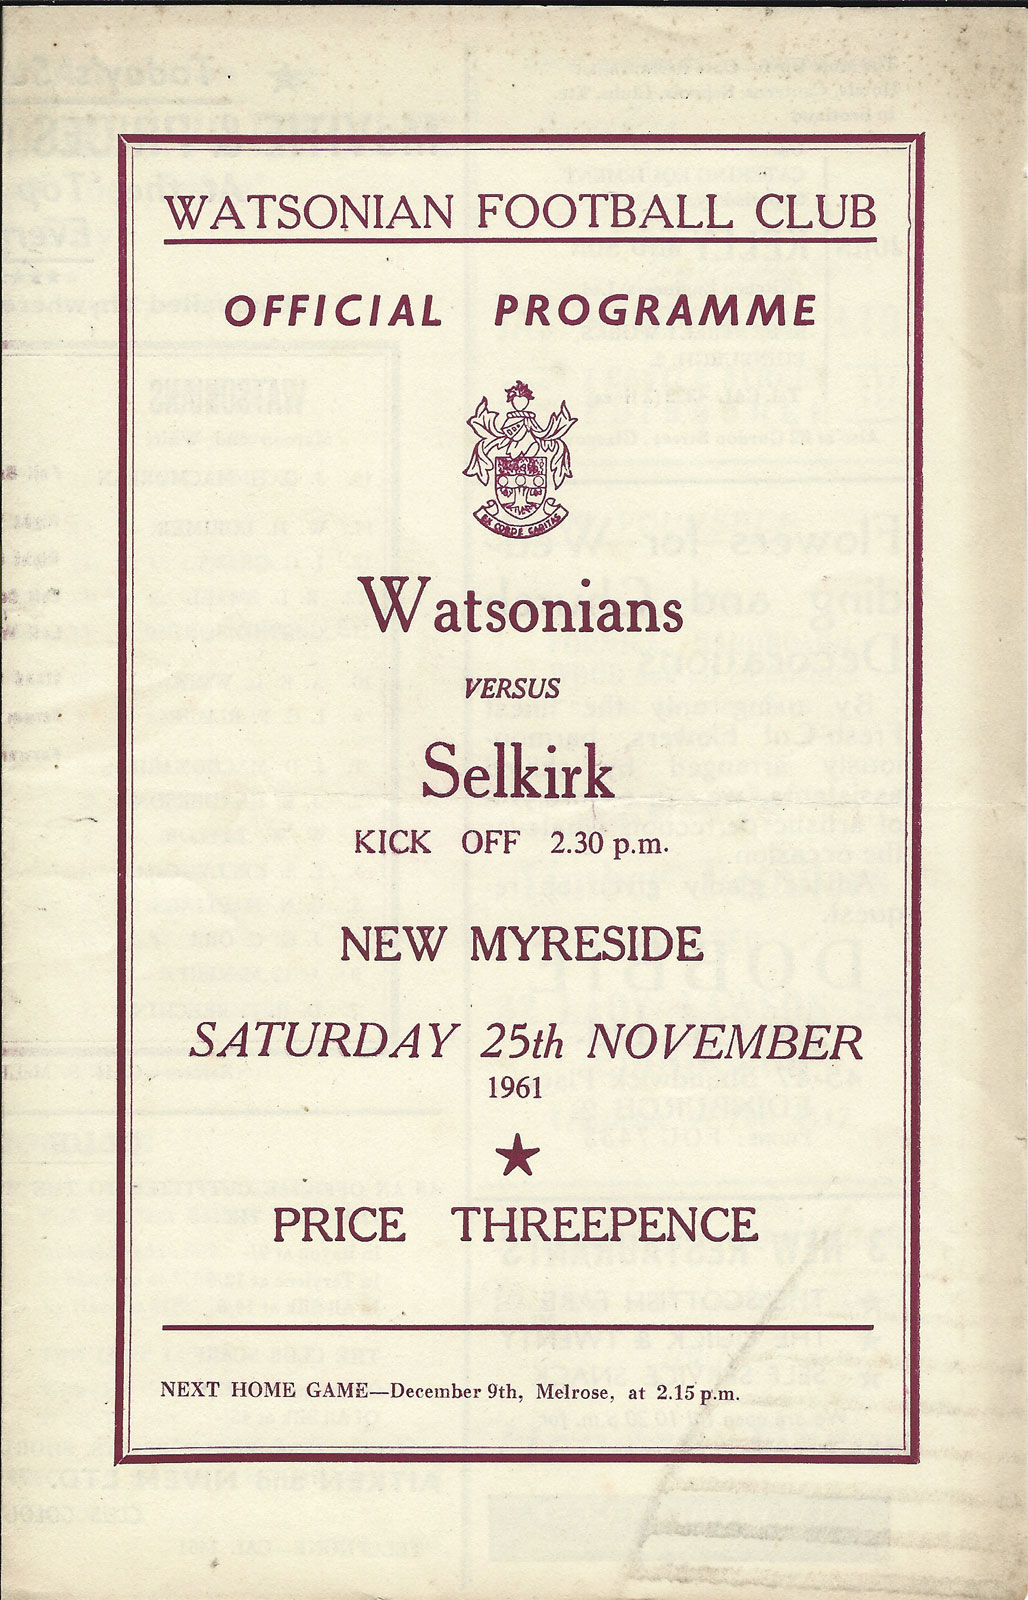 WATSONIAN FOOTBALL CLUB
OFFICIAL PROGRAMME
EX CORDE CARITAS
Watsonians
VERSUS
Selkirk
KICK OFF 2.30 p.m.
NEW MYRESIDE
SATURDAY 25th NOVEMBER
1961
PRICE THREEPENCE
NEXT HOME GAME—December 9th, Melrose, at 2.15 p.m.